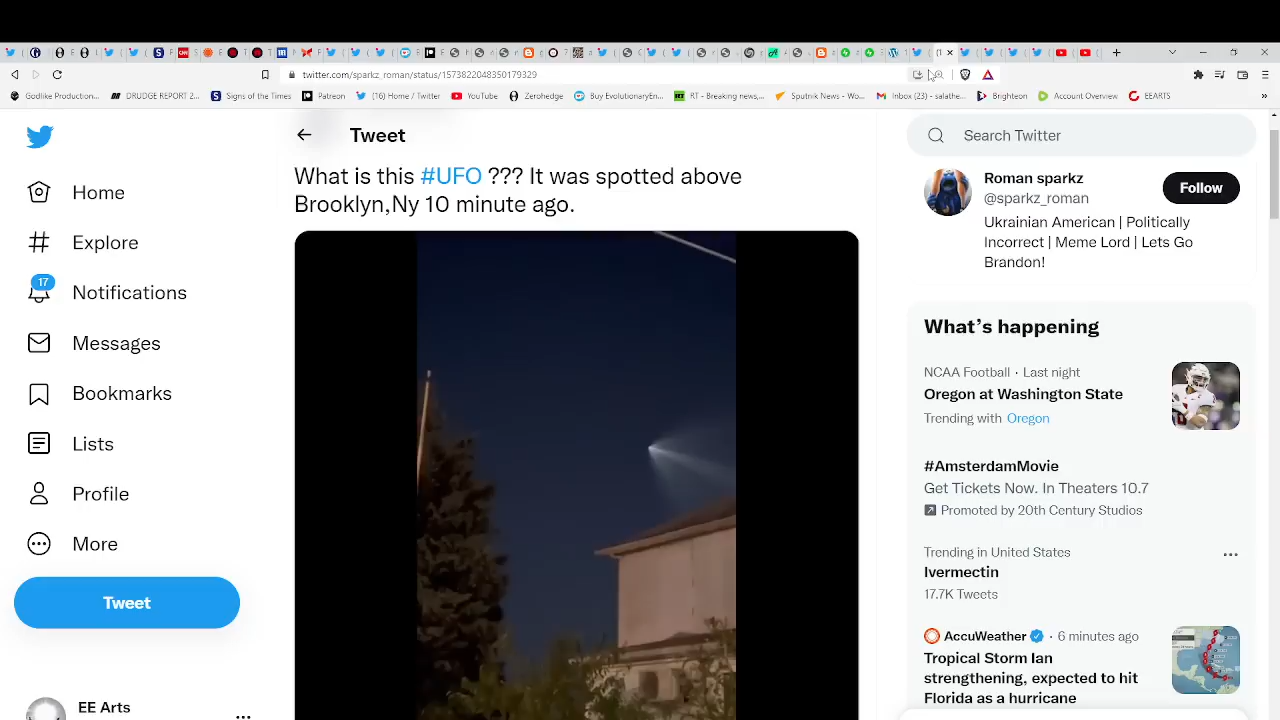 twitter.com/sparkz_roman/status/1573822048350179329
Godlike Productions...
DRUDGE REPORT 2...
Signs of the Times
Patreon
(16) Home / Twitter
YouTube
Zerohedge
Buy EvolutionaryEn...
RT - Breaking news,...
Sputnik News - Wo...
Inbox (23) - salathe...
Brighteon
Account Overview
EEARTS
Home
Explore
17
Notifications
Messages
Bookmarks
Lists
Profile
More
Tweet
EE Arts
Tweet
What is this #UFO ??? It was spotted above
Brooklyn,Ny 10 minute ago.
Search Twitter
Roman sparkz
@sparkz_roman
Follow
Ukrainian American | Politically
Incorrect | Meme Lord | Lets Go
Brandon!
What's happening
NCAA Football · Last night
Oregon at Washington State
Trending with Oregon
#AmsterdamMovie
Get Tickets Now. In Theaters 10.7
Promoted by 20th Century Studios
Trending in United States
Ivermectin
17.7K Tweets
AccuWeather · 6 minutes ago
Tropical Storm Ian
strengthening, expected to hit
Florida as a hurricane